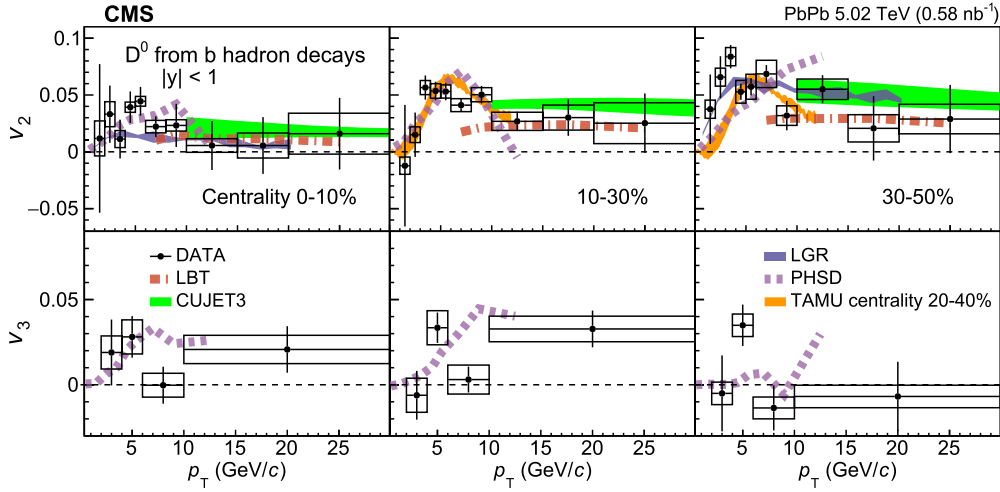 CMS PbPb 5.02 TeV (0.58 nb⁻¹)
0.1
0.05
0
−0.05
v₂
D⁰ from b hadron decays
|y| < 1
Centrality 0-10%
10-30%
30-50%
0.05
0
v₃
DATA
LBT
CUJET3
LGR
PHSD
TAMU centrality 20-40%
5 10 15 20 25 5 10 15 20 25 5 10 15 20 25
p_T (GeV/c) p_T (GeV/c) p_T (GeV/c)